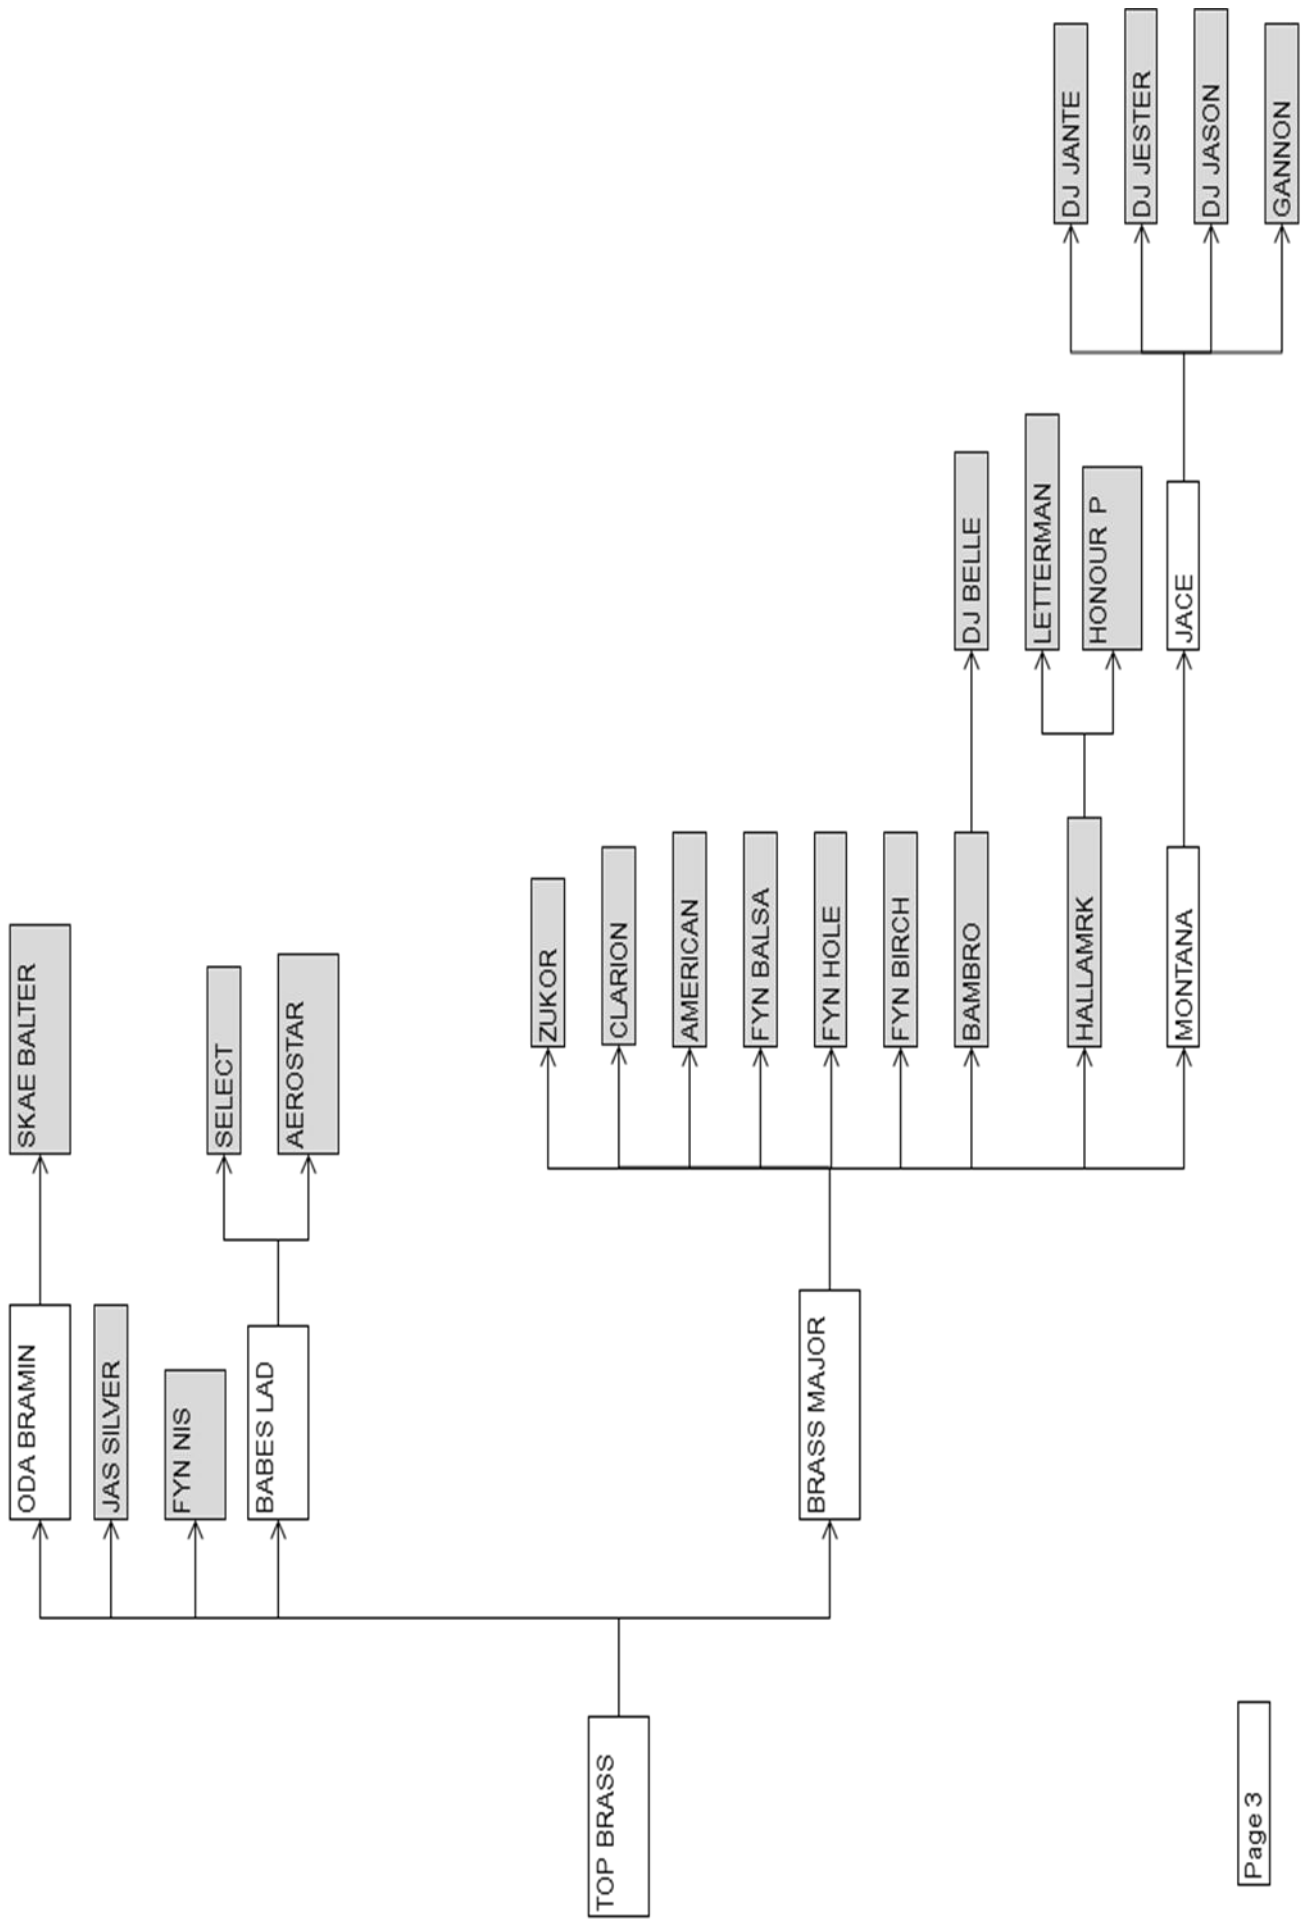 TOP BRASS
ODA BRAMIN
JAS SILVER
FYN NIS
BABES LAD
BRASS MAJOR
SKAE BALTER
SELECT
AEROSTAR
ZUKOR
CLARION
AMERICAN
FYN BALSA
FYN HOLE
FYN BIRCH
BAMBRO
HALLAMRK
MONTANA
DJ BELLE
LETTERMAN
HONOUR P
JACE
DJ JANTE
DJ JESTER
DJ JASON
GANNON
Page 3